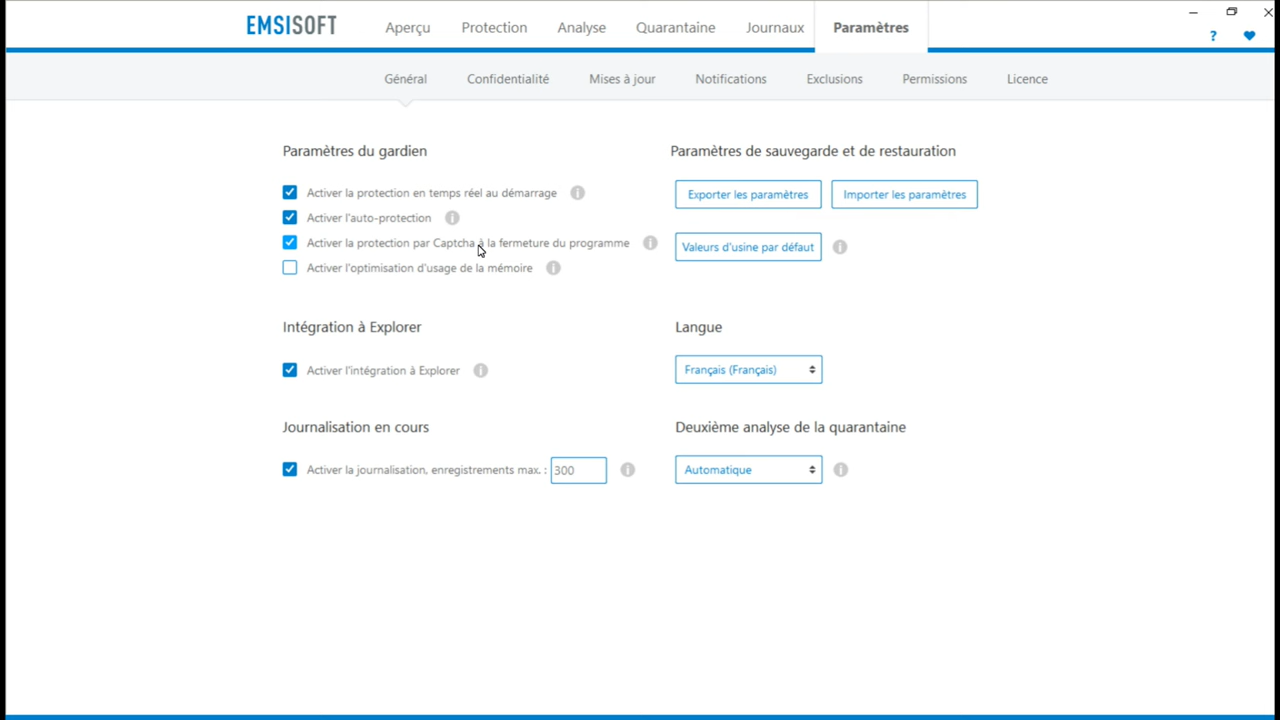 EMSISOFT Aperçu Protection Analyse Quarantaine Journaux Paramètres
?
Général Confidentialité Mises à jour Notifications Exclusions Permissions Licence
Paramètres du gardien
Activer la protection en temps réel au démarrage
Activer l'auto-protection
Activer la protection par Captcha à la fermeture du programme
Activer l'optimisation d'usage de la mémoire
Paramètres de sauvegarde et de restauration
Exporter les paramètres Importer les paramètres
Valeurs d'usine par défaut
Intégration à Explorer
Activer l'intégration à Explorer
Langue
Français (Français)
Journalisation en cours
Activer la journalisation, enregistrements max. : 300
Deuxième analyse de la quarantaine
Automatique